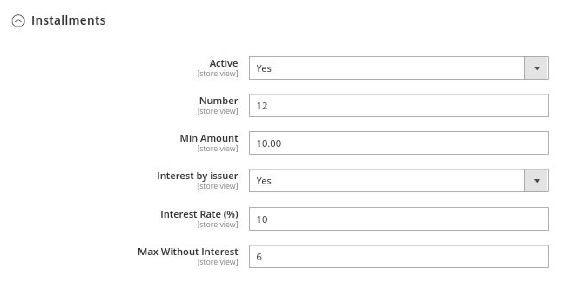 Installments
Active
[store view]
Yes
Number
[store view]
12
Min Amount
[store view]
10.00
Interest by issuer
[store view]
Yes
Interest Rate (%)
[store view]
10
Max Without Interest
[store view]
6